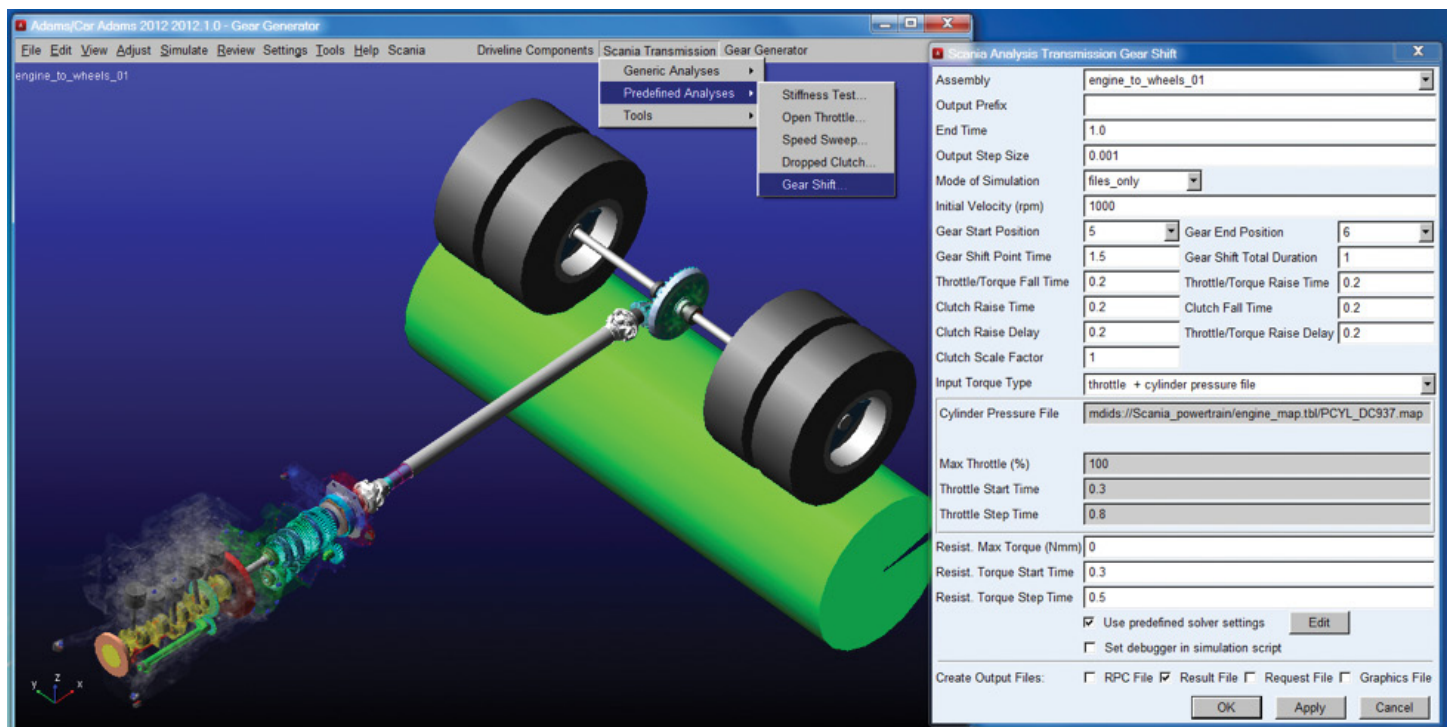 Adams/Car Adams 2012 2012.1.0 - Gear Generator
File Edit View Adjust Simulate Review Settings Tools Help Scania Driveline Components Scania Transmission Gear Generator
engine_to_wheels_01
Generic Analyses
Predefined Analyses
Tools
Stiffness Test...
Open Throttle...
Speed Sweep...
Dropped Clutch...
Gear Shift...
z
y
x
Scania Analysis Transmission Gear Shift
Assembly engine_to_wheels_01
Output Prefix
End Time 1.0
Output Step Size 0.001
Mode of Simulation files_only
Initial Velocity (rpm) 1000
Gear Start Position 5 Gear End Position 6
Gear Shift Point Time 1.5 Gear Shift Total Duration 1
Throttle/Torque Fall Time 0.2 Throttle/Torque Raise Time 0.2
Clutch Raise Time 0.2 Clutch Fall Time 0.2
Clutch Raise Delay 0.2 Throttle/Torque Raise Delay 0.2
Clutch Scale Factor 1
Input Torque Type throttle + cylinder pressure file
Cylinder Pressure File mdids://Scania_powertrain/engine_map.tbl/PCYL_DC937.map
Max Throttle (%) 100
Throttle Start Time 0.3
Throttle Step Time 0.8
Resist. Max Torque (Nmm) 0
Resist. Torque Start Time 0.3
Resist. Torque Step Time 0.5
Use predefined solver settings Edit
Set debugger in simulation script
Create Output Files: RPC File Result File Request File Graphics File
OK Apply Cancel